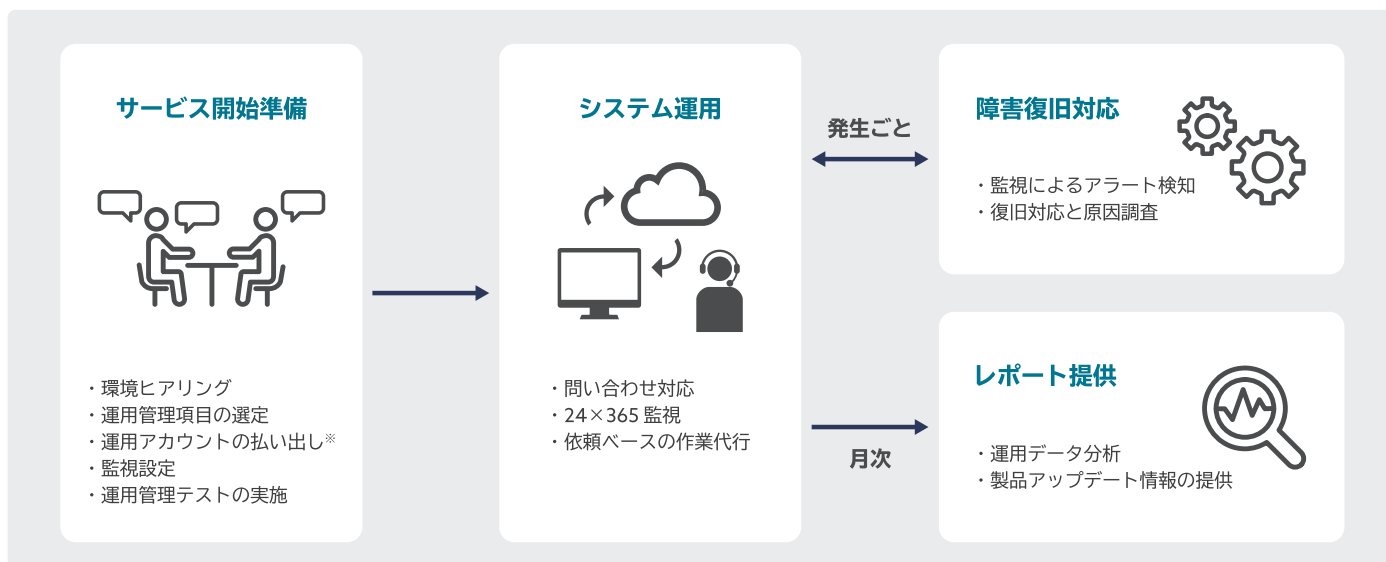 サービス開始準備
・環境ヒアリング
・運用管理項目の選定
・運用アカウントの払い出し※
・監視設定
・運用管理テストの実施
システム運用
・問い合わせ対応
・24×365 監視
・依頼ベースの作業代行
発生ごと
障害復旧対応
・監視によるアラート検知
・復旧対応と原因調査
月次
レポート提供
・運用データ分析
・製品アップデート情報の提供